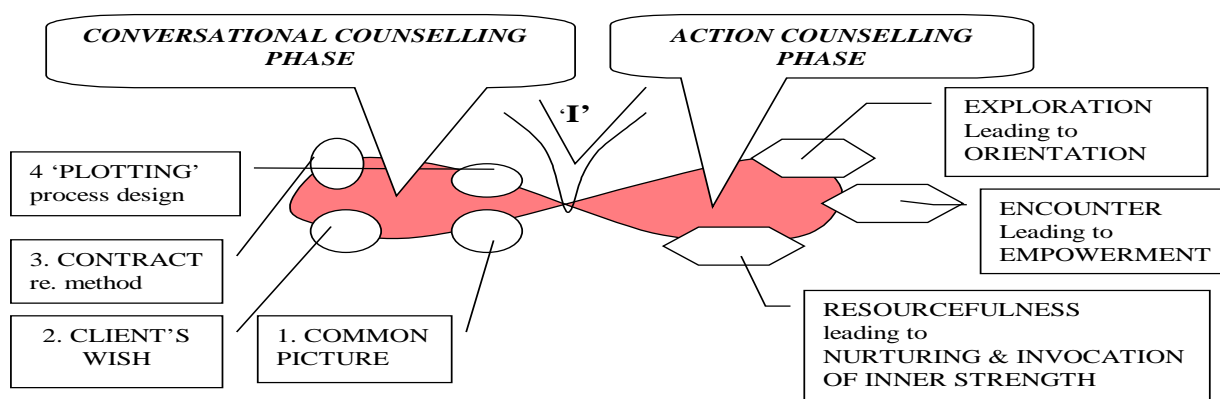 CONVERSATIONAL COUNSELLING
PHASE
ACTION COUNSELLING
PHASE
‘I’
4 ‘PLOTTING’
process design
3. CONTRACT
re. method
2. CLIENT’S
WISH
1. COMMON
PICTURE
EXPLORATION
Leading to
ORIENTATION
ENCOUNTER
Leading to
EMPOWERMENT
RESOURCEFULNESS
leading to
NURTURING & INVOCATION
OF INNER STRENGTH